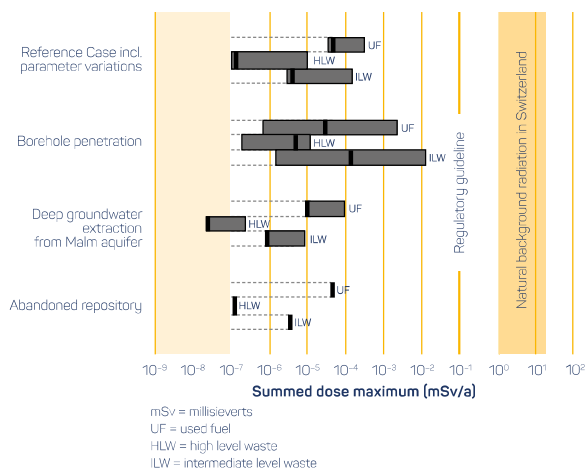 Reference Case incl.
parameter variations
UF
HLW
ILW
Borehole penetration
UF
HLW
ILW
Deep groundwater
extraction
from Malm aquifer
UF
HLW
ILW
Abandoned repository
UF
HLW
ILW
Regulatory guideline
Natural background radiation in Switzerland
10⁻⁹ 10⁻⁸ 10⁻⁷ 10⁻⁶ 10⁻⁵ 10⁻⁴ 10⁻³ 10⁻² 10⁻¹ 10⁰ 10¹ 10²
Summed dose maximum (mSv/a)
mSv = millisieverts
UF = used fuel
HLW = high level waste
ILW = intermediate level waste